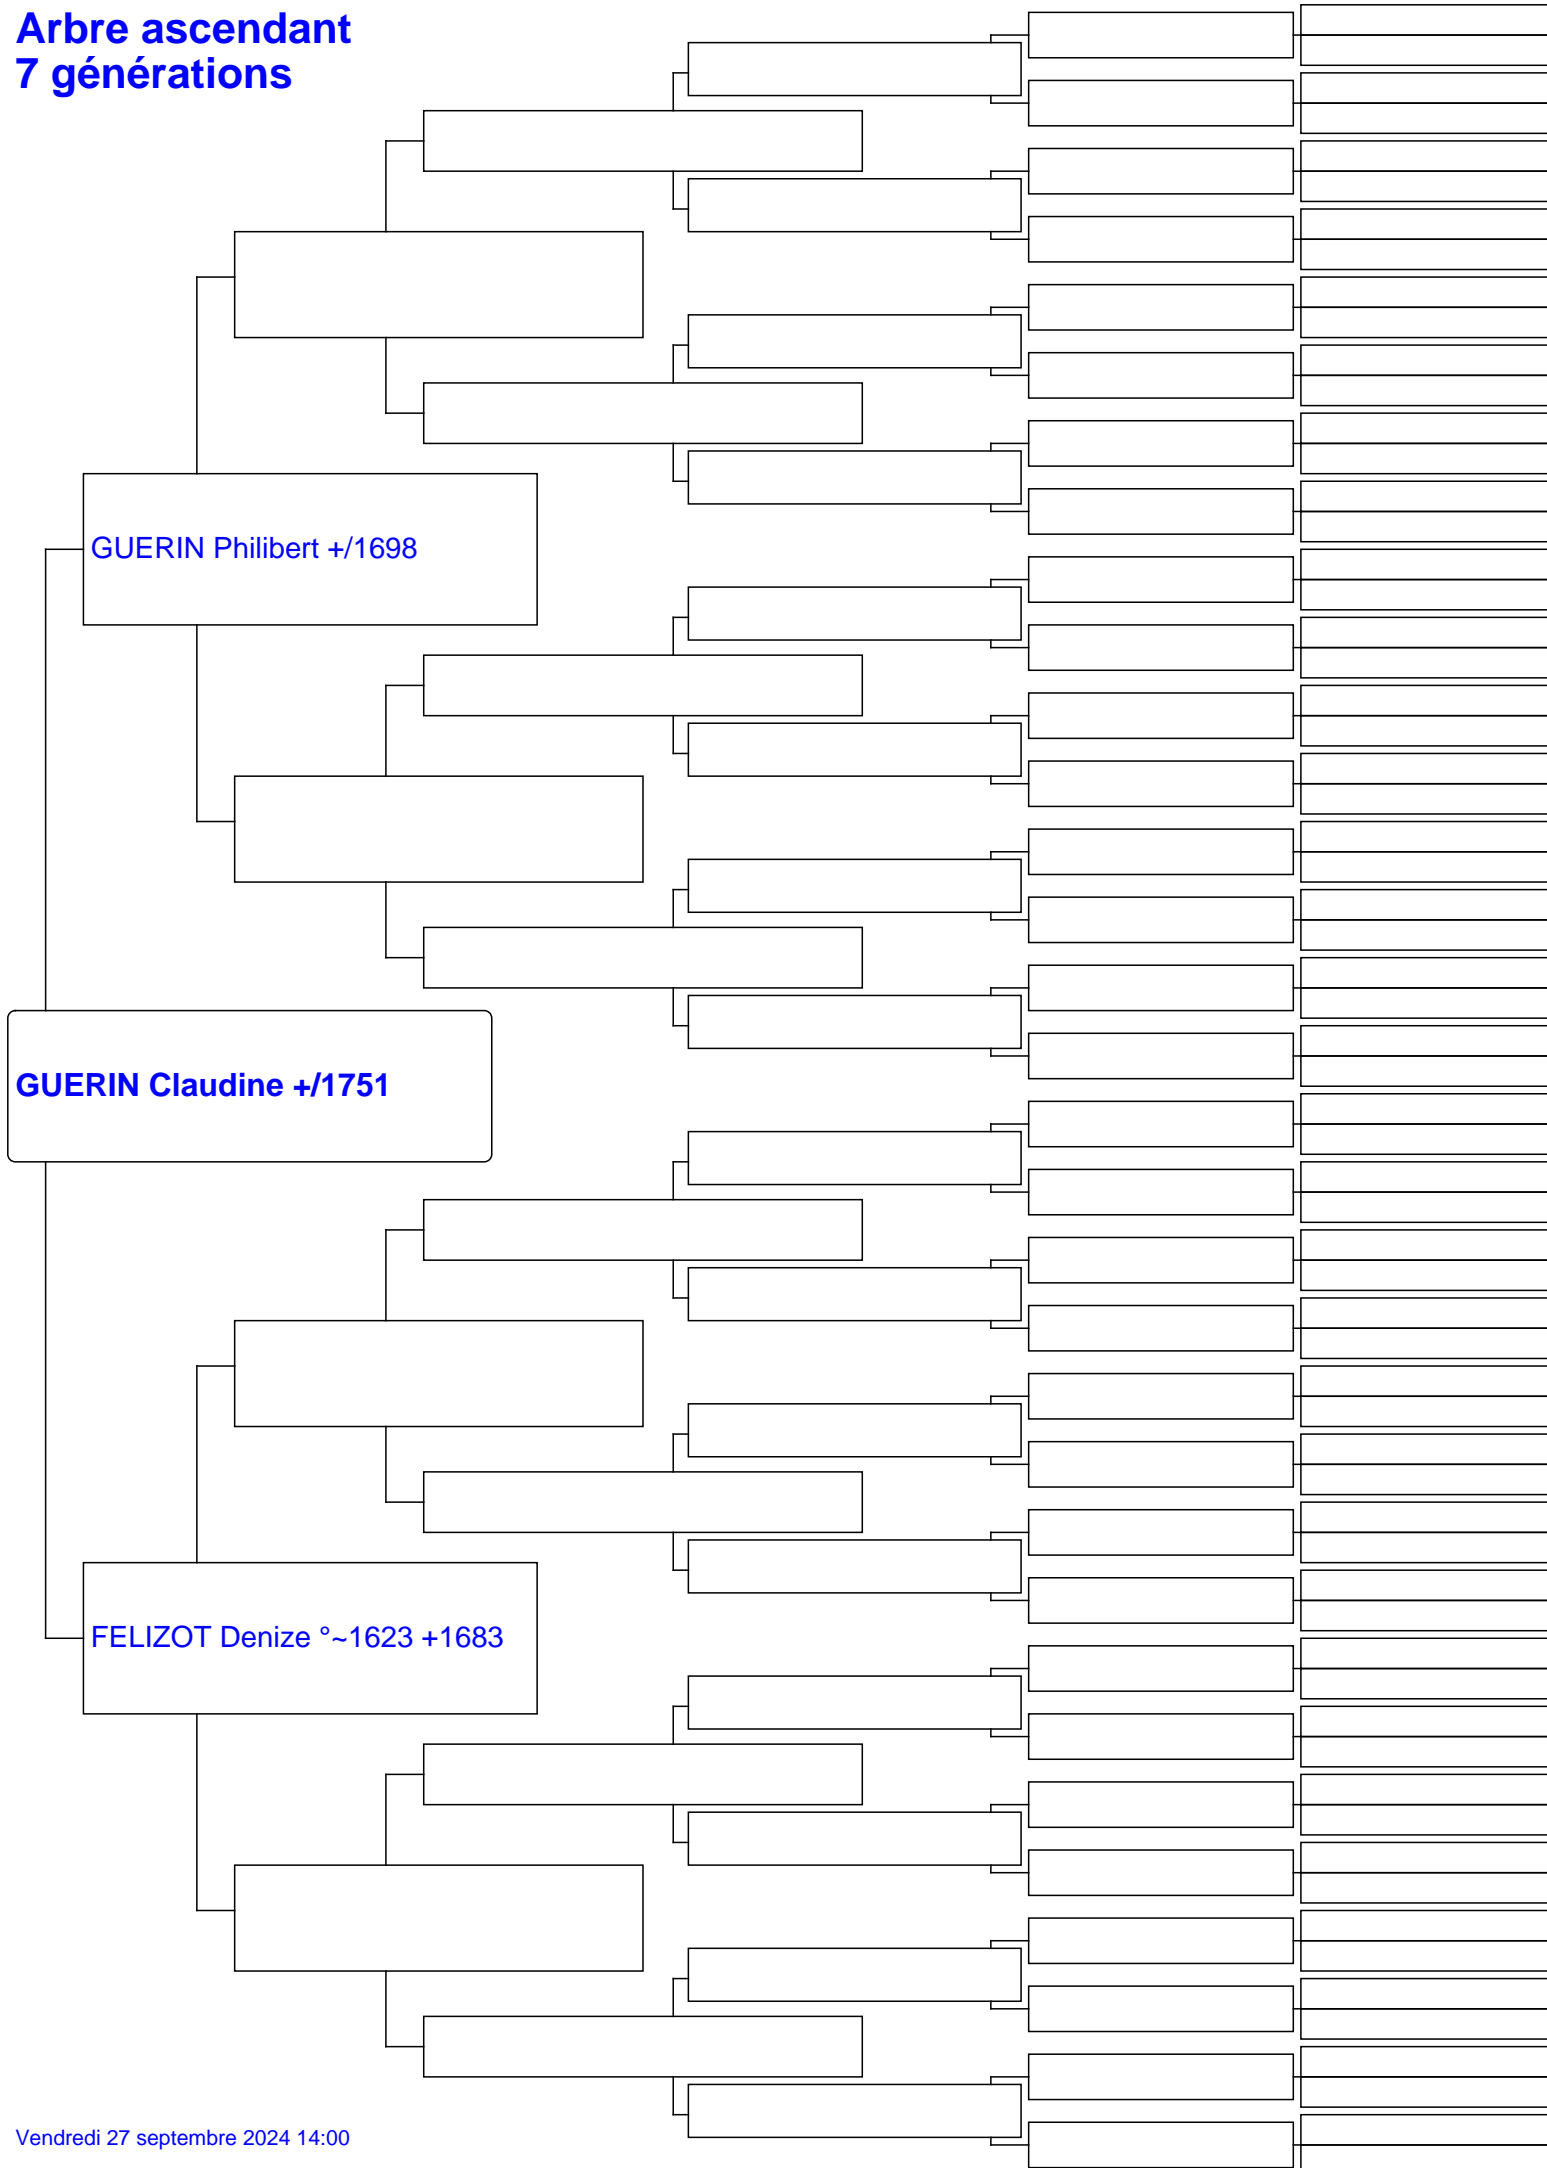 Arbre ascendant
7 générations
GUERIN Philibert +/1698
GUERIN Claudine +/1751
FELIZOT Denize °~1623 +1683
Vendredi 27 septembre 2024 14:00